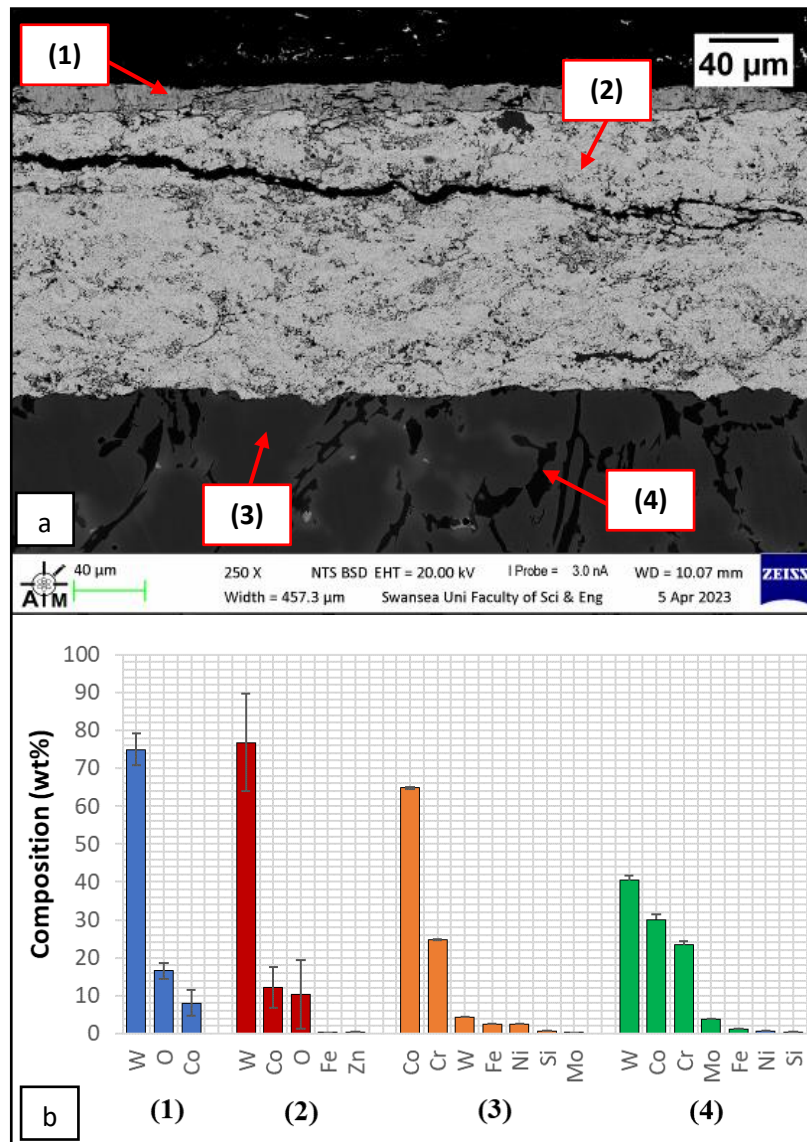 (1)
40 µm
(2)
(3)
(4)
a
AIM
40 µm
250 X NTS BSD EHT = 20.00 kV I Probe = 3.0 nA WD = 10.07 mm ZEISS
Width = 457.3 µm Swansea Uni Faculty of Sci & Eng 5 Apr 2023
Composition (wt%)
100
90
80
70
60
50
40
30
20
10
0
W O Co W Co O Fe Zn Co Cr W Fe Ni Si Mo W Co Cr Mo Fe Ni Si
b (1) (2) (3) (4)